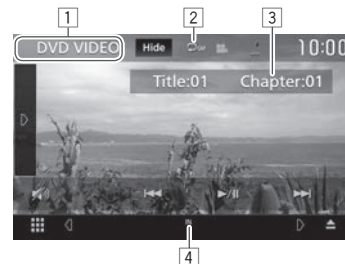 1 2 3
DVD VIDEO Hide 10:00
Title:01 Chapter:01
IN
4